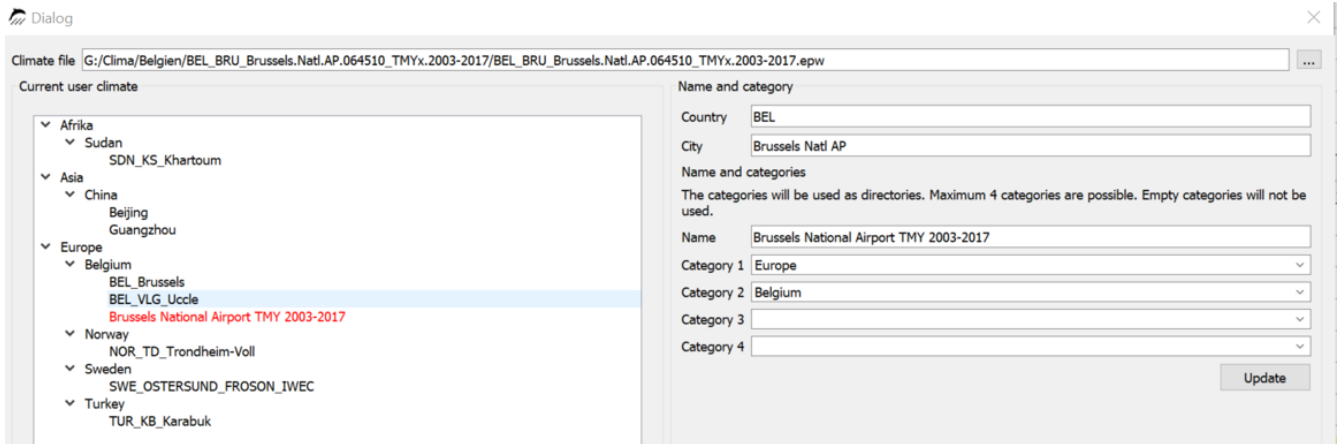 Dialog
Climate file G:/Clima/Belgien/BEL_BRU_Brussels.Natl.AP.064510_TMYx.2003-2017/BEL_BRU_Brussels.Natl.AP.064510_TMYx.2003-2017.epw ...
Current user climate
Afrika
Sudan
SDN_KS_Khartoum
Asia
China
Beijing
Guangzhou
Europe
Belgium
BEL_Brussels
BEL_VLG_Uccle
Brussels National Airport TMY 2003-2017
Norway
NOR_TD_Trondheim-Voll
Sweden
SWE_OSTERSUND_FROSON_IWEC
Turkey
TUR_KB_Karabuk
Name and category
Country BEL
City Brussels Natl AP
Name and categories
The categories will be used as directories. Maximum 4 categories are possible. Empty categories will not be
used.
Name Brussels National Airport TMY 2003-2017
Category 1 Europe
Category 2 Belgium
Category 3
Category 4
Update